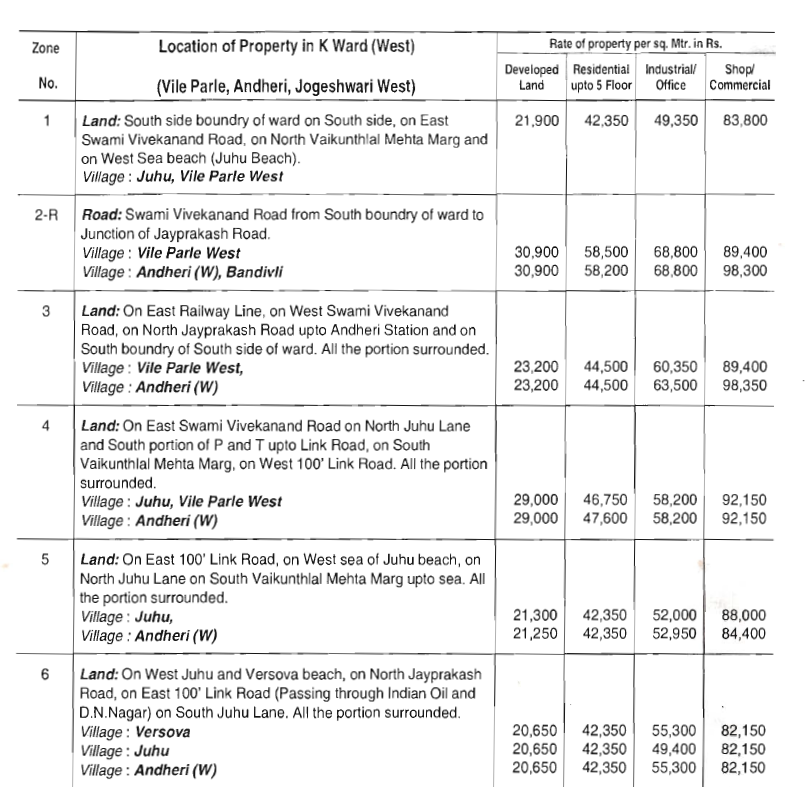 Zone
No.
Location of Property in K Ward (West)
(Vile Parle, Andheri, Jogeshwari West)
Rate of property per sq. Mtr. in Rs.
Developed Land
Residential upto 5 Floor
Industrial/ Office
Shop/ Commercial
1 Land: South side boundry of ward on South side, on East 21,900 42,350 49,350 83,800
Swami Vivekanand Road, on North Vaikunthlal Mehta Marg and
on West Sea beach (Juhu Beach).
Village : Juhu, Vile Parle West
2-R Road: Swami Vivekanand Road from South boundry of ward to
Junction of Jayprakash Road.
Village : Vile Parle West 30,900 58,500 68,800 89,400
Village : Andheri (W), Bandivli 30,900 58,200 68,800 98,300
3 Land: On East Railway Line, on West Swami Vivekanand
Road, on North Jayprakash Road upto Andheri Station and on
South boundry of South side of ward. All the portion surrounded.
Village : Vile Parle West, 23,200 44,500 60,350 89,400
Village : Andheri (W) 23,200 44,500 63,500 98,350
4 Land: On East Swami Vivekanand Road on North Juhu Lane
and South portion of P and T upto Link Road, on South
Vaikunthlal Mehta Marg, on West 100' Link Road. All the portion
surrounded.
Village : Juhu, Vile Parle West 29,000 46,750 58,200 92,150
Village : Andheri (W) 29,000 47,600 58,200 92,150
5 Land: On East 100' Link Road, on West sea of Juhu beach, on
North Juhu Lane on South Vaikunthlal Mehta Marg upto sea. All
the portion surrounded.
Village : Juhu, 21,300 42,350 52,000 88,000
Village : Andheri (W) 21,250 42,350 52,950 84,400
6 Land: On West Juhu and Versova beach, on North Jayprakash
Road, on East 100' Link Road (Passing through Indian Oil and
D.N.Nagar) on South Juhu Lane. All the portion surrounded.
Village : Versova 20,650 42,350 55,300 82,150
Village : Juhu 20,650 42,350 49,400 82,150
Village : Andheri (W) 20,650 42,350 55,300 82,150